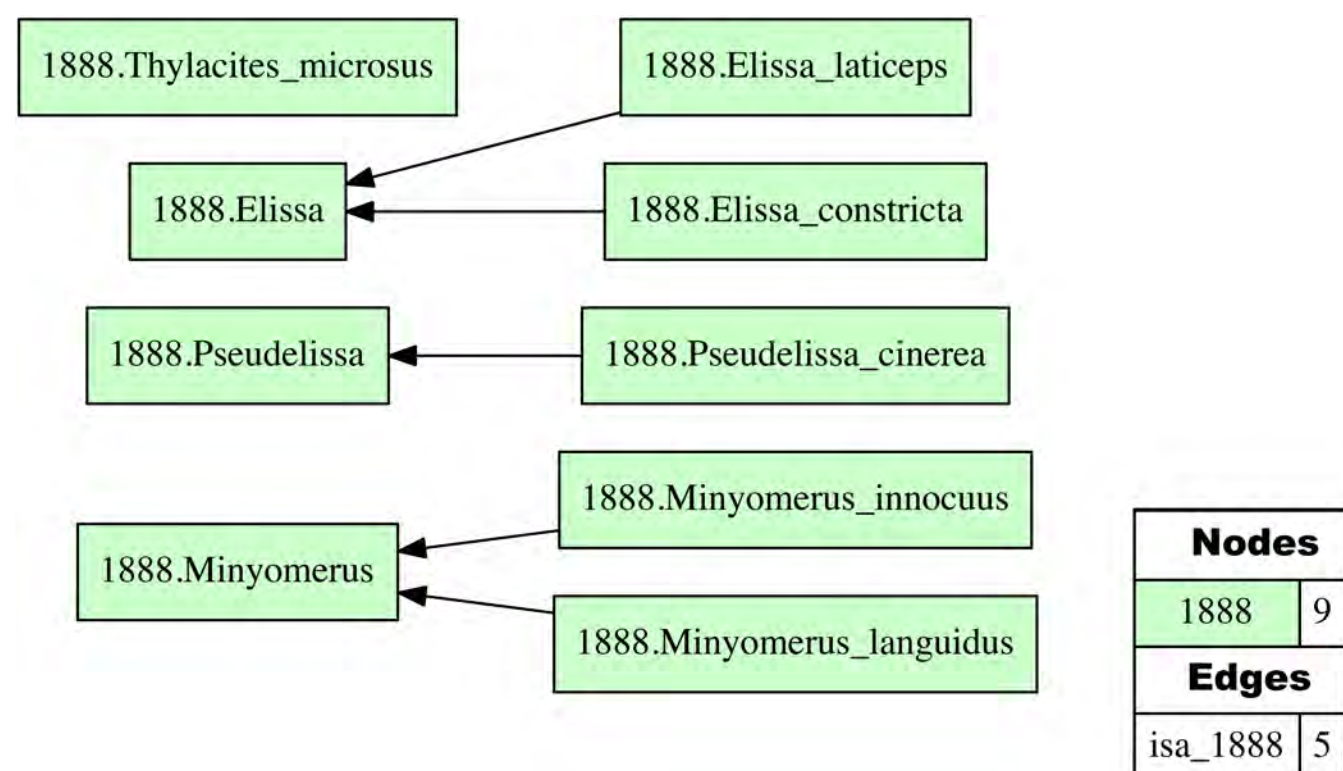 1888.Thylacites_microsus
1888.Elissa_laticeps
1888.Elissa
1888.Elissa_constricta
1888.Pseudelissa
1888.Pseudelissa_cinerea
1888.Minyomerus_innocuus
1888.Minyomerus
1888.Minyomerus_languidus
Nodes
1888 9
Edges
isa_1888 5